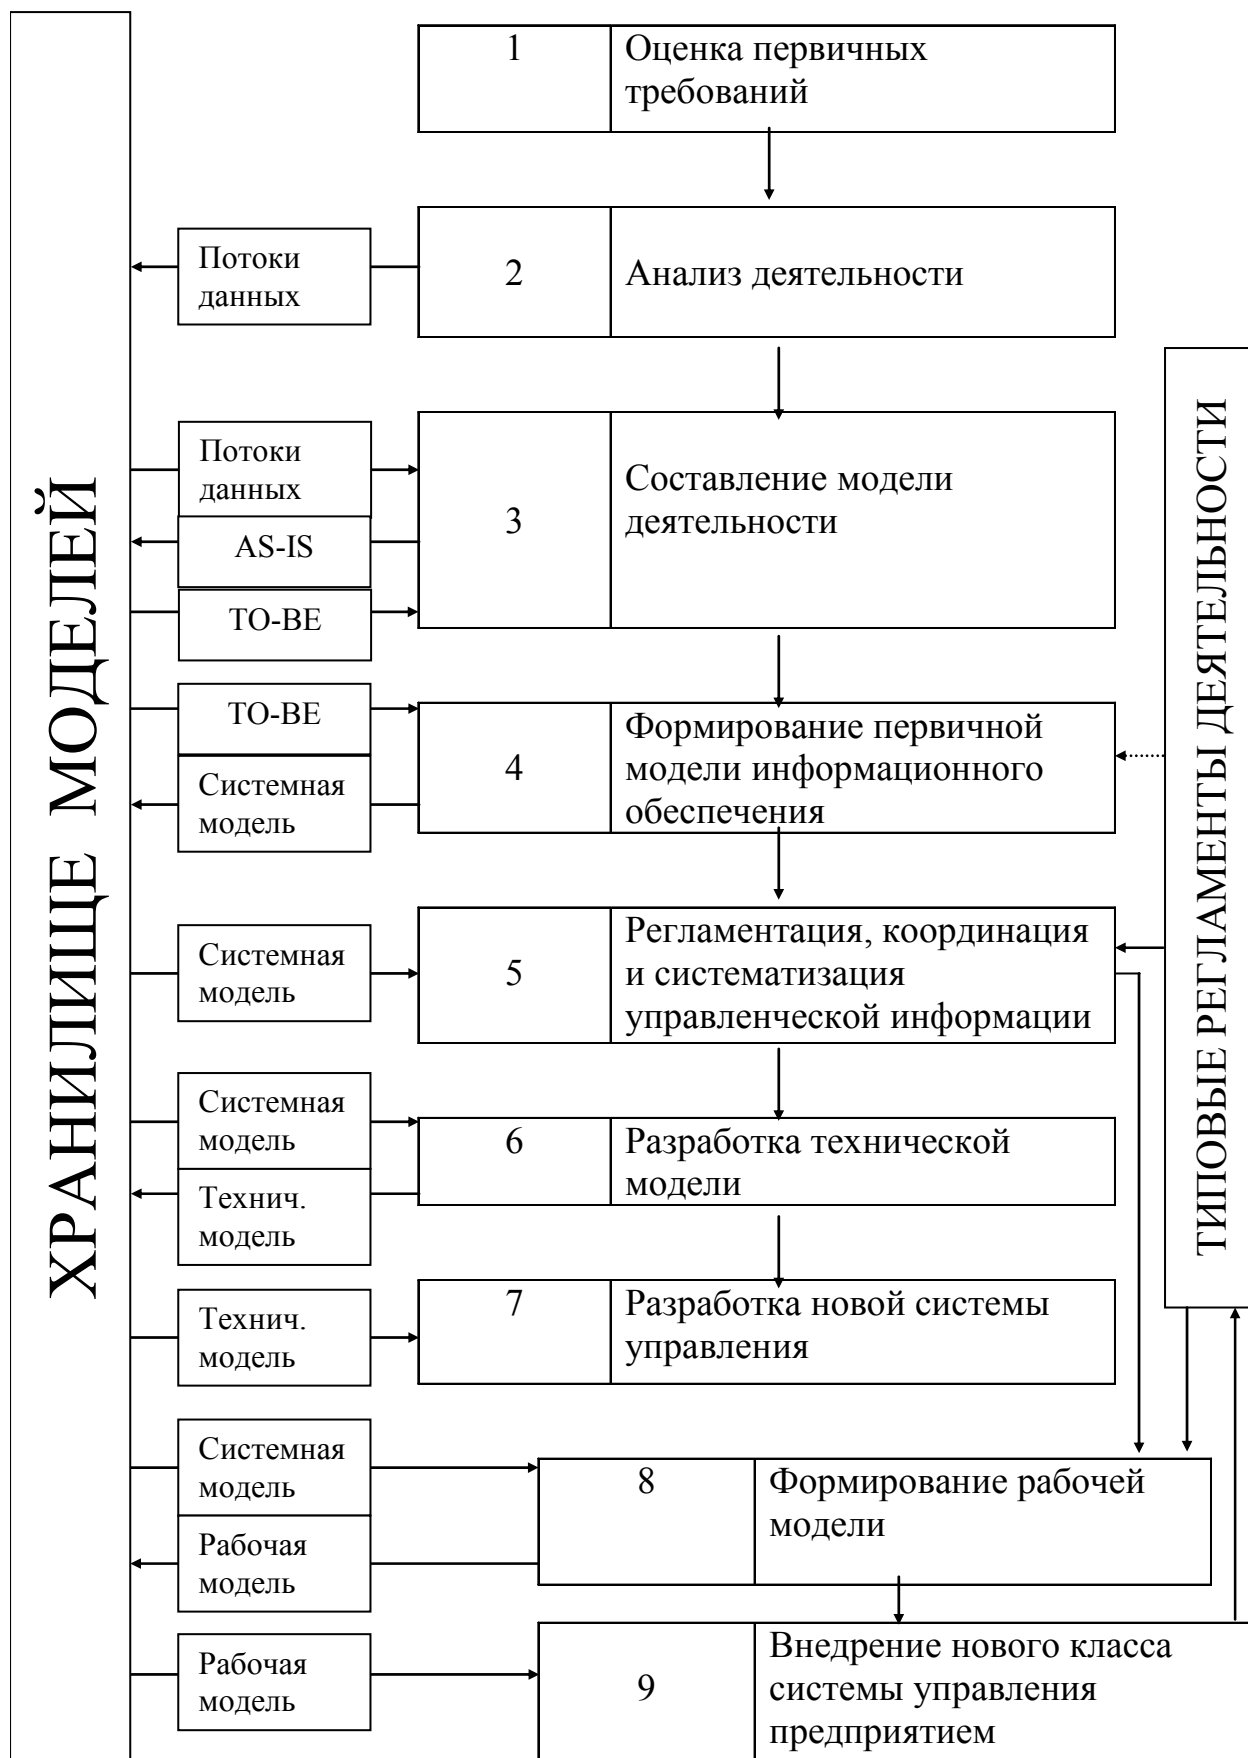 ХРАНИЛИЩЕ МОДЕЛЕЙ
1
Оценка первичных
требований
Потоки
данных
2
Анализ деятельности
Потоки
данных
AS-IS
TO-BE
3
Составление модели
деятельности
TO-BE
Системная
модель
4
Формирование первичной
модели информационного
обеспечения
Системная
модель
5
Регламентация, координация
и систематизация
управленческой информации
Системная
модель
Технич.
модель
6
Разработка технической
модели
Технич.
модель
7
Разработка новой системы
управления
Системная
модель
Рабочая
модель
8
Формирование рабочей
модели
Рабочая
модель
9
Внедрение нового класса
системы управления
предприятием
ТИПОВЫЕ РЕГЛАМЕНТЫ ДЕЯТЕЛЬНОСТИ